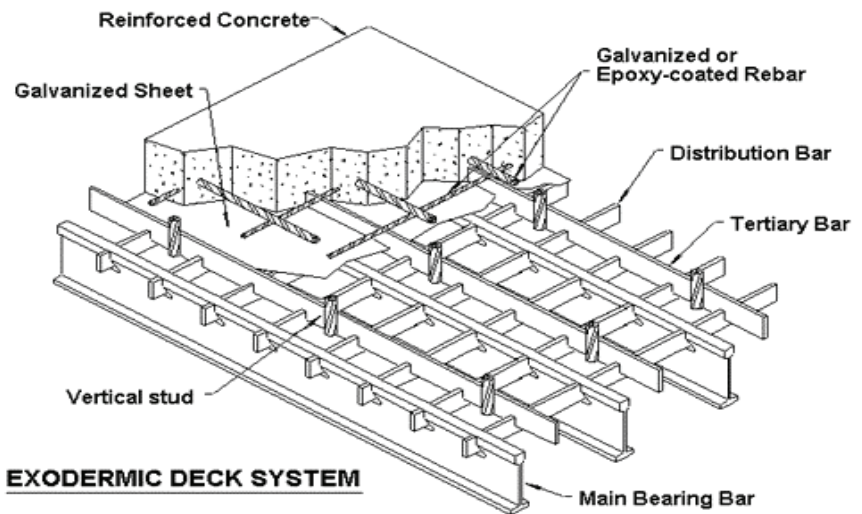 Reinforced Concrete
Galvanized or
Epoxy-coated Rebar
Galvanized Sheet
Distribution Bar
Tertiary Bar
Vertical stud
EXODERMIC DECK SYSTEM
Main Bearing Bar